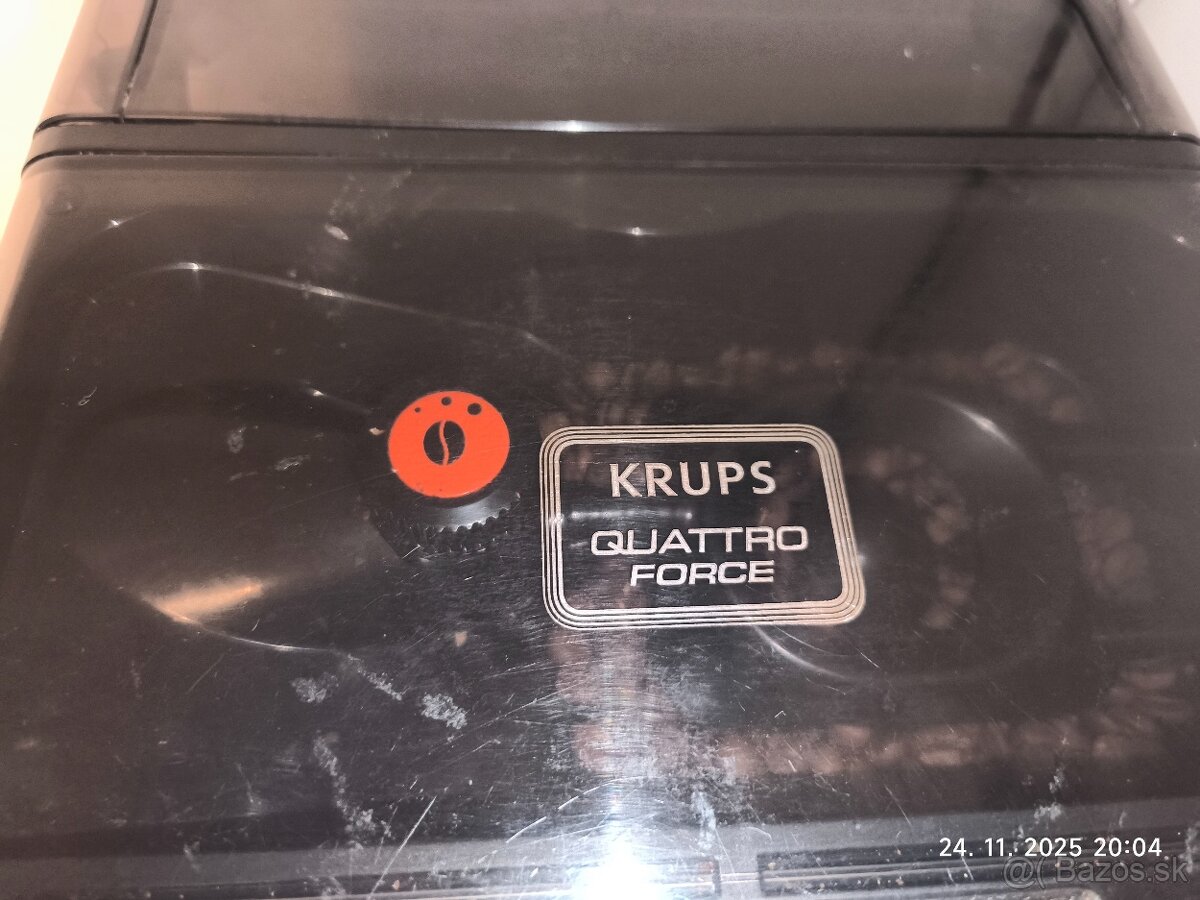 KRUPS
QUATTRO
FORCE
24. 11. 2025 20:04
@( Bazos.sk